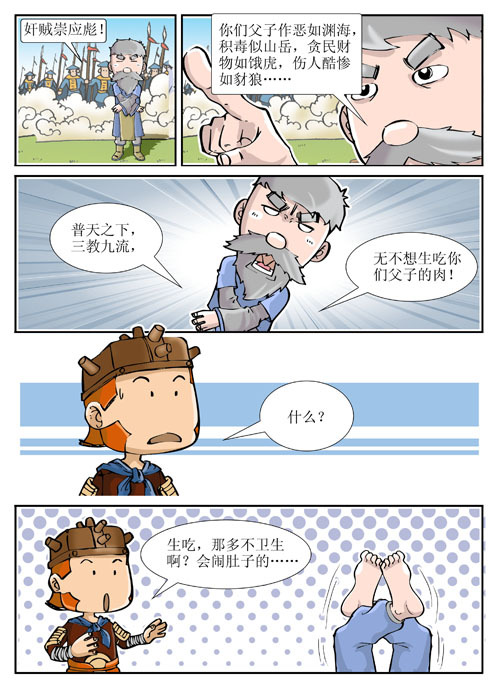 奸贼崇应彪！
你们父子作恶如渊海，
积毒似山岳，贪民财
物如饿虎，伤人酷惨
如豺狼……
普天之下，
三教九流，
无不想生吃你
们父子的肉！
什么？
生吃，那多不卫生
啊？会闹肚子的……